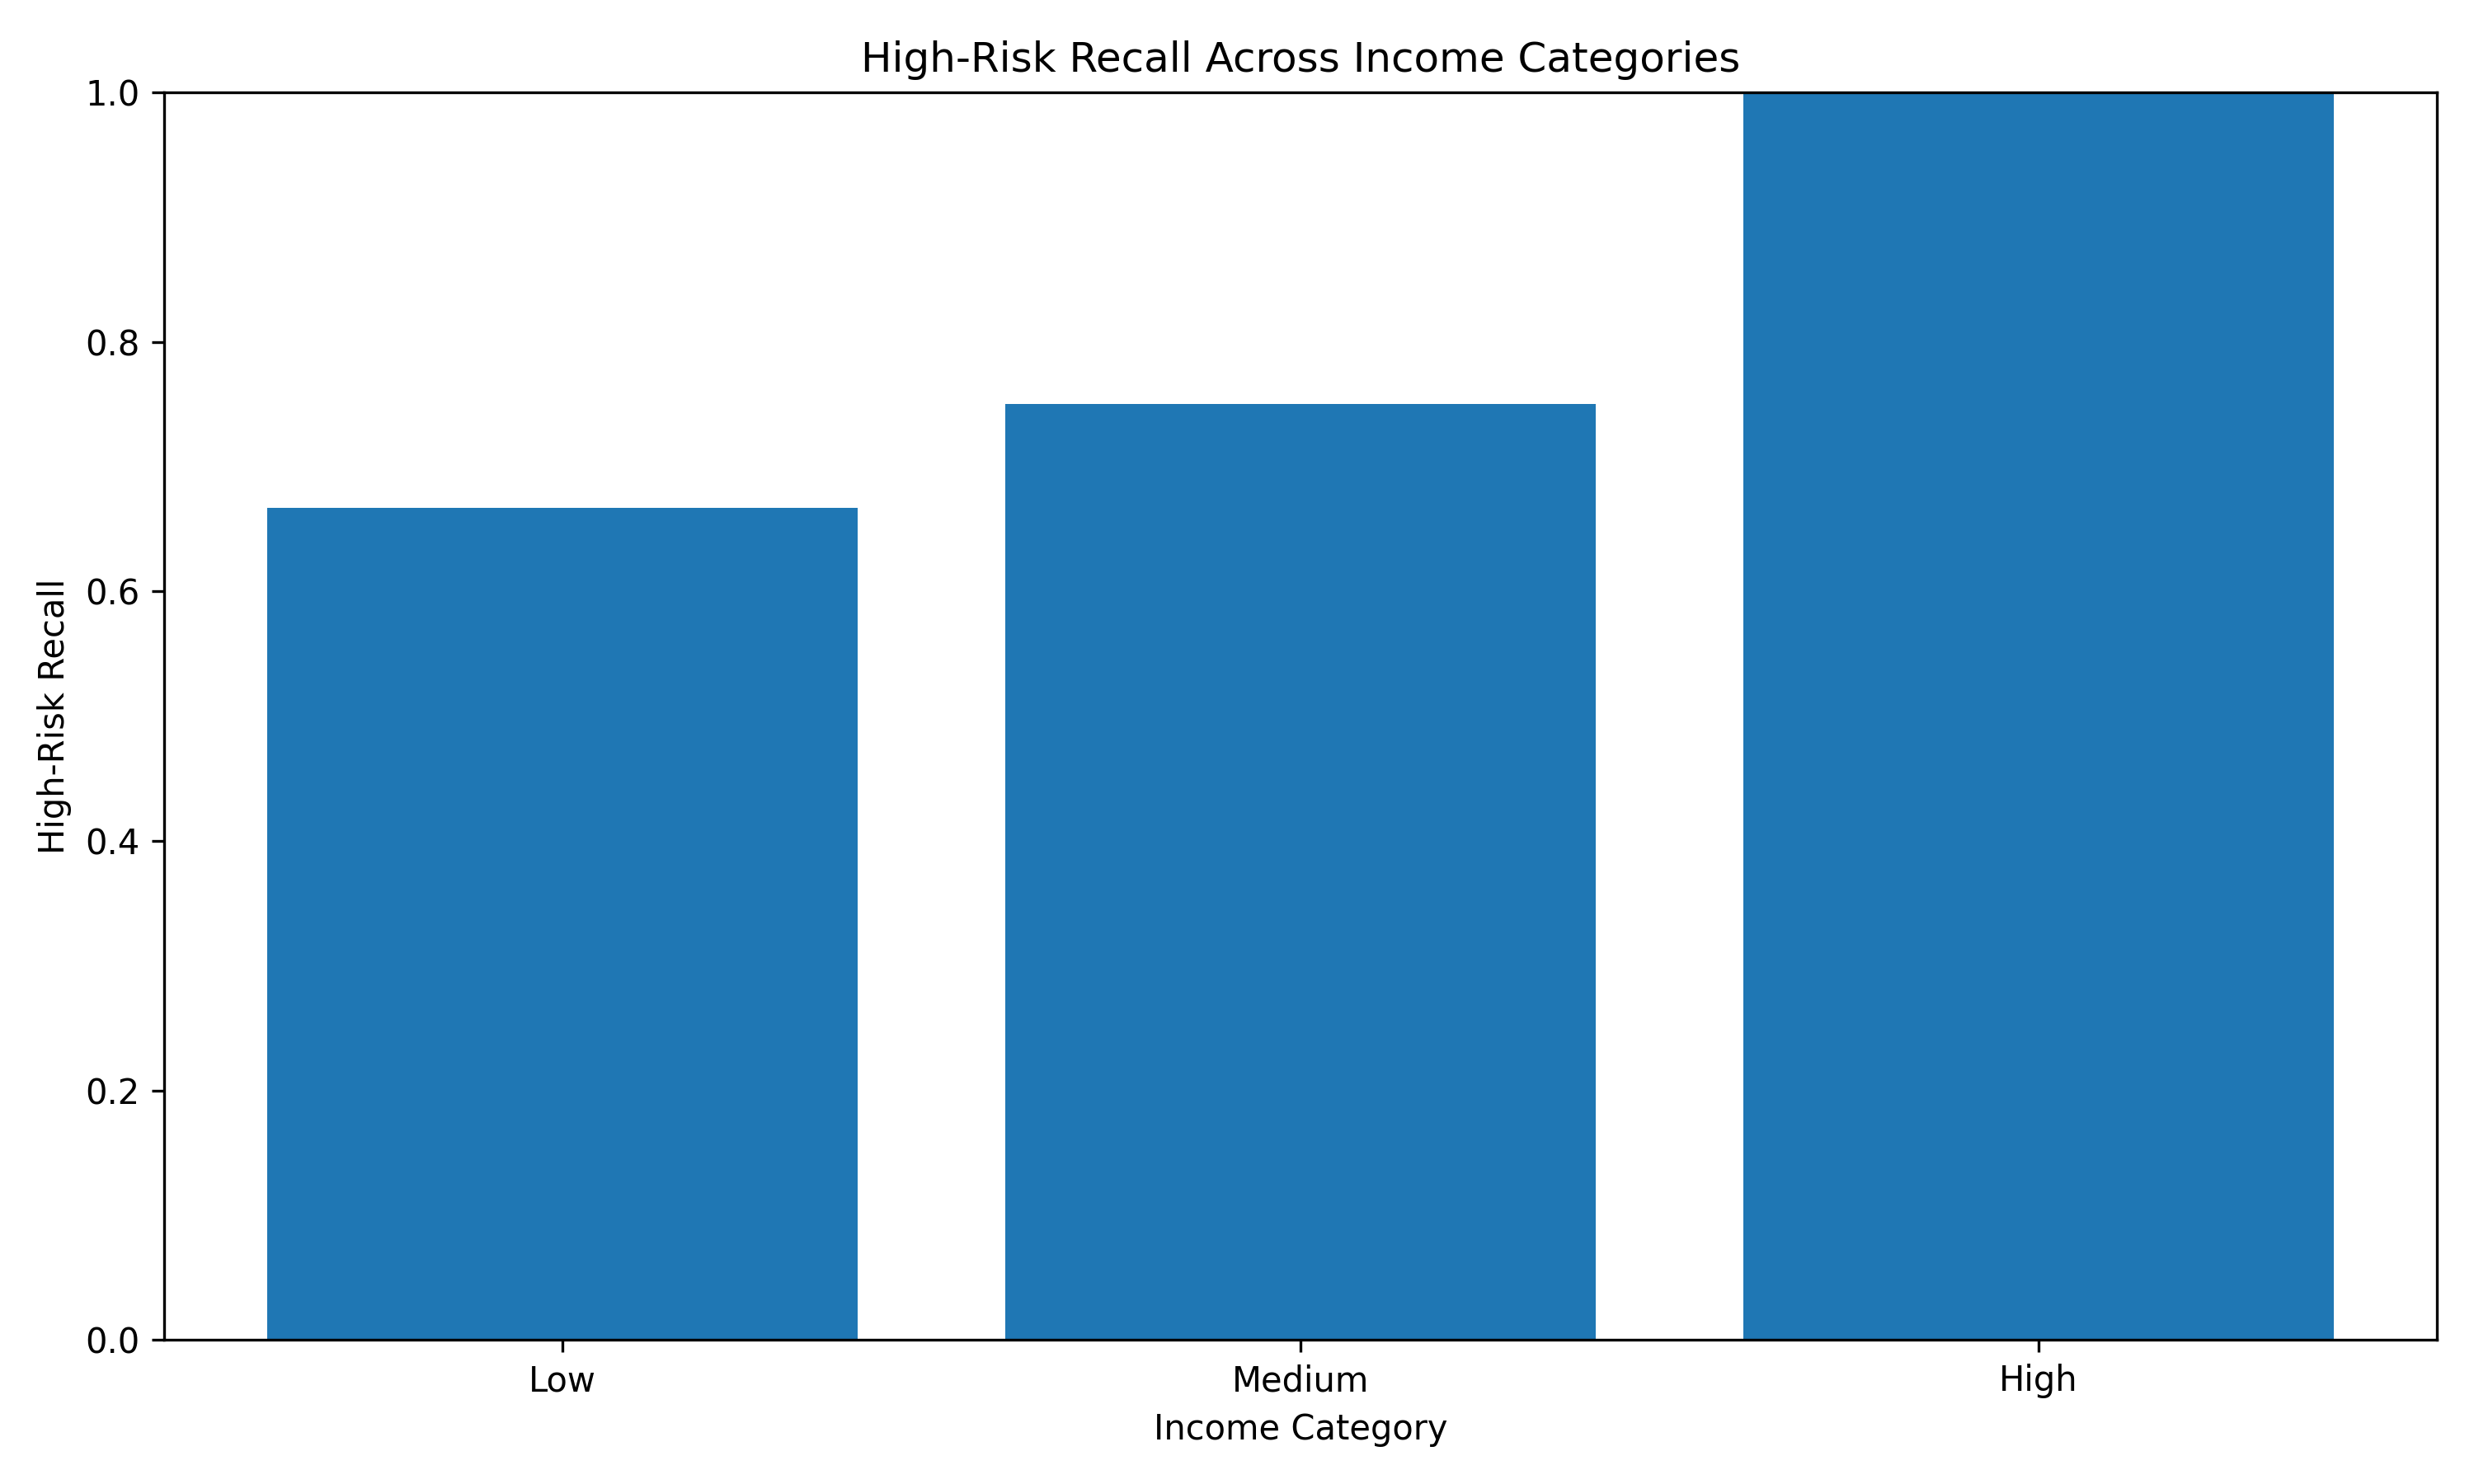 High-Risk Recall Across Income Categories
High-Risk Recall
1.0
0.8
0.6
0.4
0.2
0.0
Low
Medium
High
Income Category